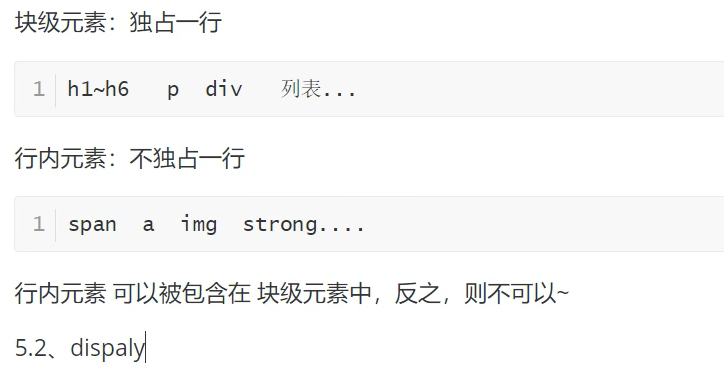 块级元素：独占一行
1 h1~h6 p div 列表...
行内元素：不独占一行
1 span a img strong....
行内元素 可以被包含在 块级元素中，反之，则不可以~
5.2、dispaly